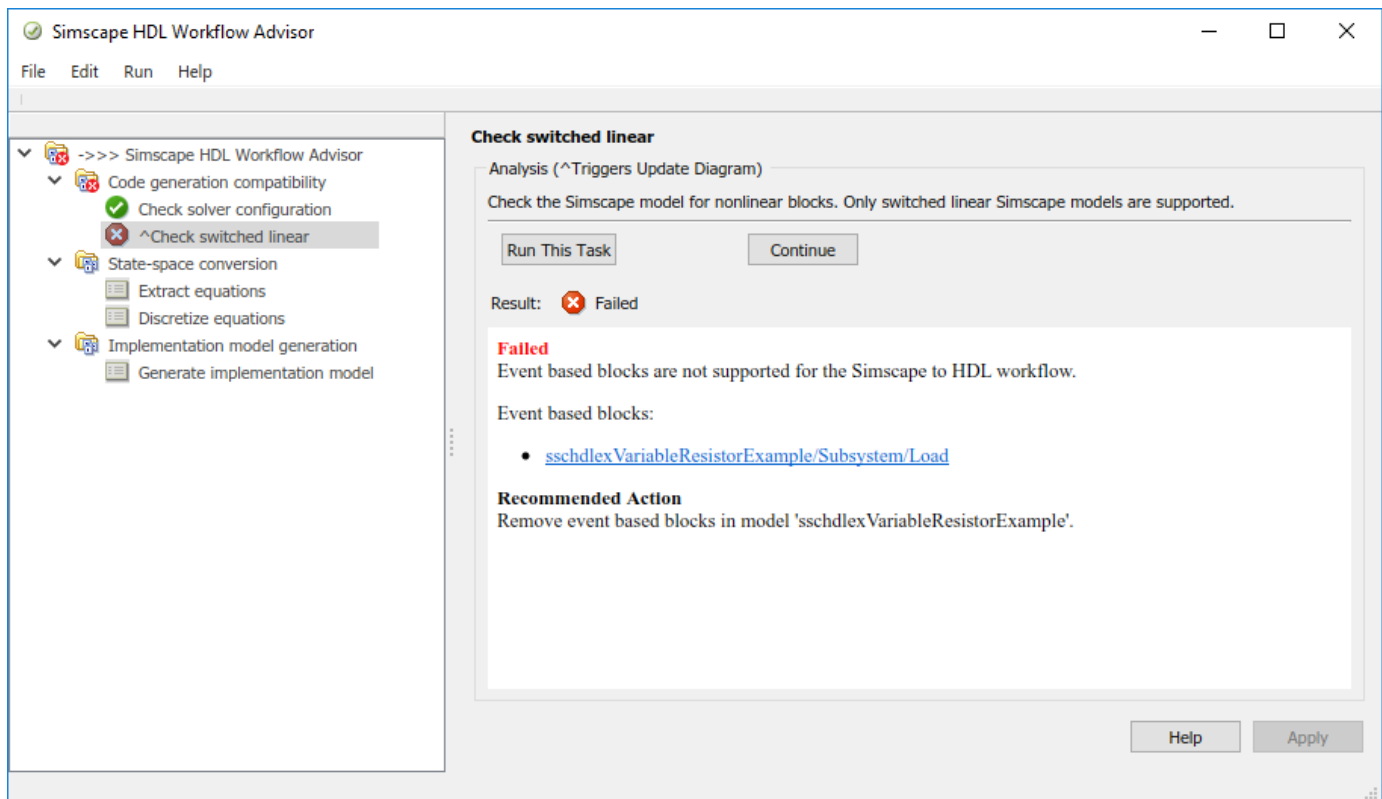 Simscape HDL Workflow Advisor
File Edit Run Help
->>> Simscape HDL Workflow Advisor
Code generation compatibility
Check solver configuration
^Check switched linear
State-space conversion
Extract equations
Discretize equations
Implementation model generation
Generate implementation model
Check switched linear
Analysis (^Triggers Update Diagram)
Check the Simscape model for nonlinear blocks. Only switched linear Simscape models are supported.
Run This Task Continue
Result: Failed
Failed
Event based blocks are not supported for the Simscape to HDL workflow.
Event based blocks:
• sschdlexVariableResistorExample/Subsystem/Load
Recommended Action
Remove event based blocks in model 'sschdlexVariableResistorExample'.
Help Apply